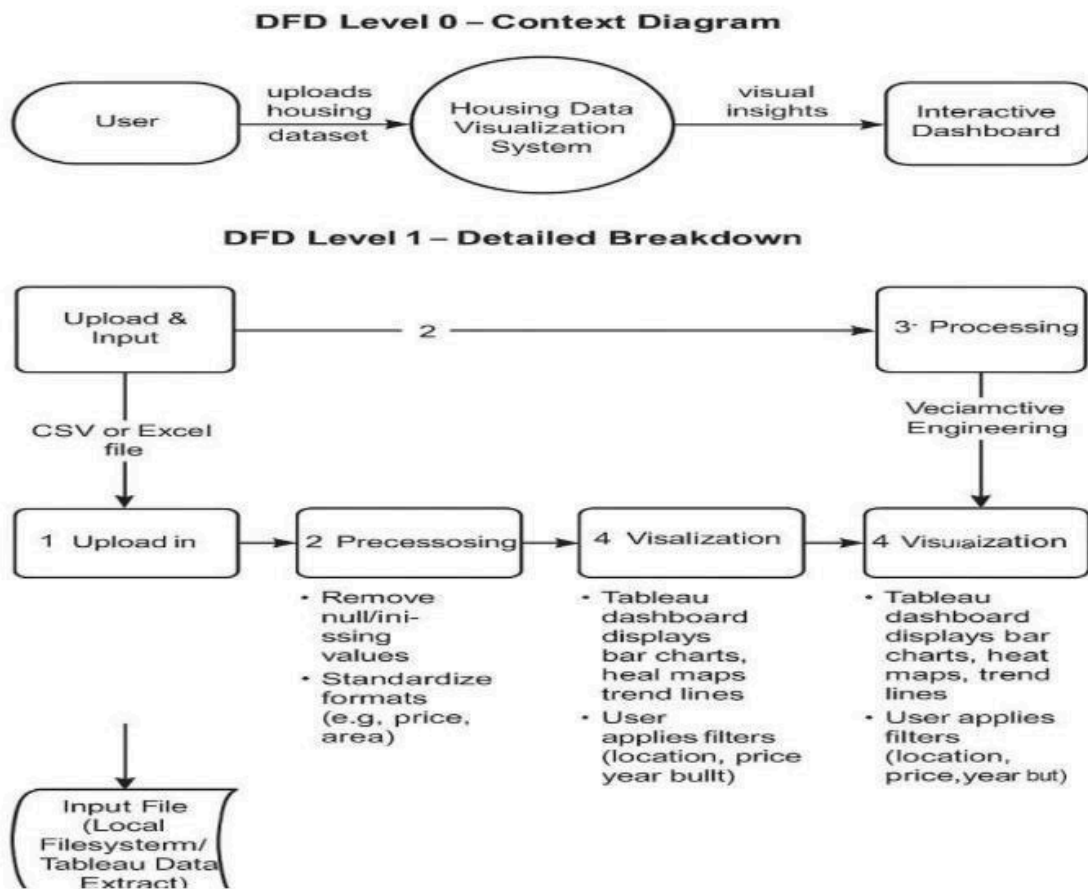 DFD Level 0 – Context Diagram
User
uploads
housing
dataset
Housing Data
Visualization
System
visual
insights
Interactive
Dashboard
DFD Level 1 – Detailed Breakdown
Upload &
Input
2
3· Processing
CSV or Excel
file
Veciamctive
Engineering
1 Upload in
2 Precessosing
4 Visalization
4 Visuıaization
• Remove
null/ini-
ssing
values
• Standardize
formats
(e.g, price,
area)
• Tableau
dashboard
displays
bar charts,
heal maps
trend lines
• User
applies filters
(location, price
year bullt)
• Tableau
dashboard
displays bar
charts, heat
maps, trend
lines
• User applies
filters
(location,
price,year but)
Input File
(Local
Filesysterm/
Tableau Data
Extract)